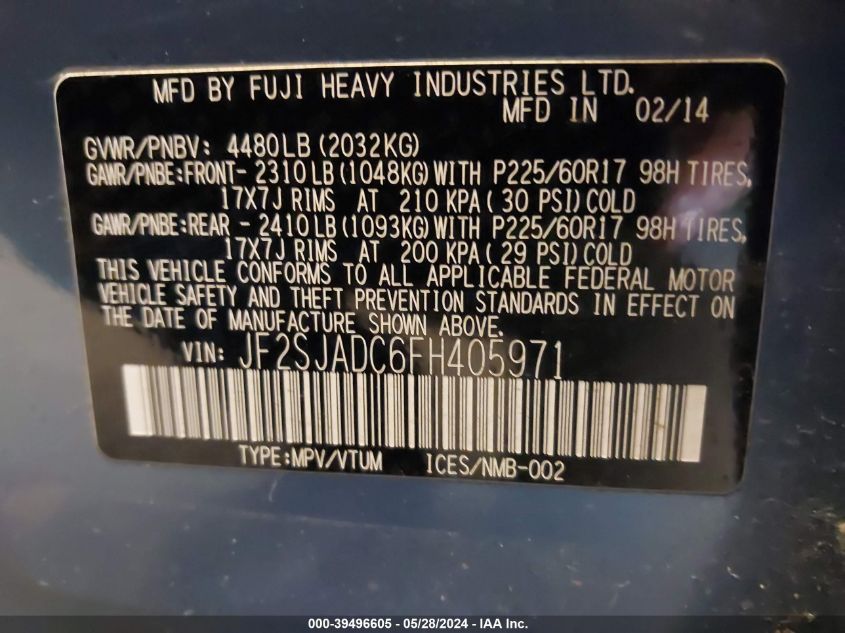 MFD BY FUJI HEAVY INDUSTRIES LTD.
MFD IN 02/14
GVWR/PNBV: 4480LB (2032KG)
GAWR/PNBE:FRONT- 2310LB (1048KG) WITH P225/60R17 98H TIRES,
17X7J RIMS AT 210 KPA ( 30 PSI) COLD
GAWR/PNBE:REAR - 2410LB (1093KG) WITH P225/60R17 98H TIRES,
17X7J RIMS AT 200 KPA ( 29 PSI) COLD
THIS VEHICLE CONFORMS TO ALL APPLICABLE FEDERAL MOTOR
VEHICLE SAFETY AND THEFT PREVENTION STANDARDS IN EFFECT ON
THE DATE OF MANUFACTURE SHOWN ABOVE.
VIN: JF2SJADC6FH405971
TYPE:MPV/VTUM ICES/NMB-002
000-39496605 - 05/28/2024 - IAA Inc.